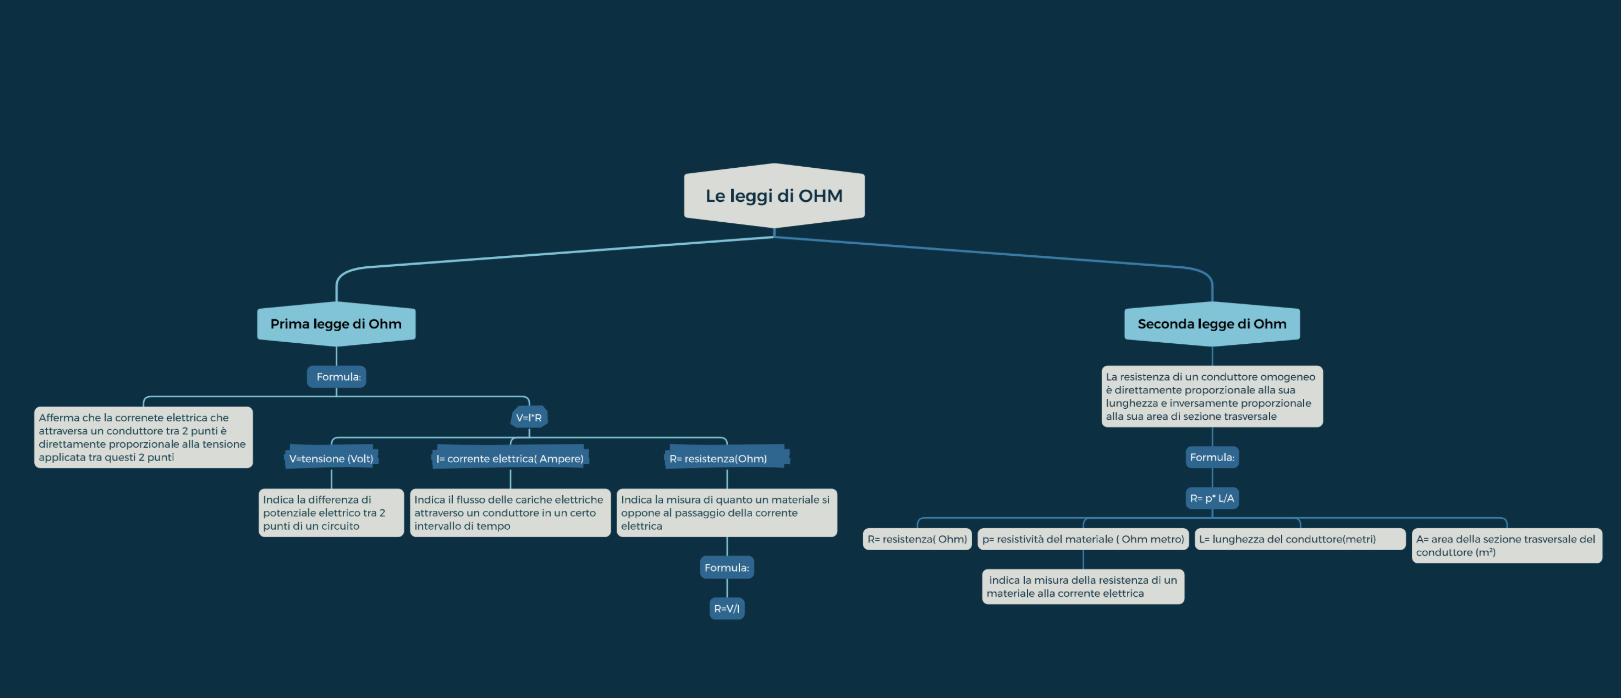 Le leggi di OHM
Prima legge di Ohm
Formula:
Afferma che la correnete elettrica che
attraversa un conduttore tra 2 punti è
direttamente proporzionale alla tensione
applicata tra questi 2 punti
V=I*R
V=tensione (Volt)
Indica la differenza di
potenziale elettrico tra 2
punti di un circuito
I= corrente elettrica( Ampere)
Indica il flusso delle cariche elettriche
attraverso un conduttore in un certo
intervallo di tempo
R= resistenza(Ohm)
Indica la misura di quanto un materiale si
oppone al passaggio della corrente
elettrica
Formula:
R=V/I
Seconda legge di Ohm
La resistenza di un conduttore omogeneo
è direttamente proporzionale alla sua
lunghezza e inversamente proporzionale
alla sua area di sezione trasversale
Formula:
R= p* L/A
R= resistenza( Ohm)
p= resistività del materiale ( Ohm metro)
indica la misura della resistenza di un
materiale alla corrente elettrica
L= lunghezza del conduttore(metri)
A= area della sezione trasversale del
conduttore (m²)